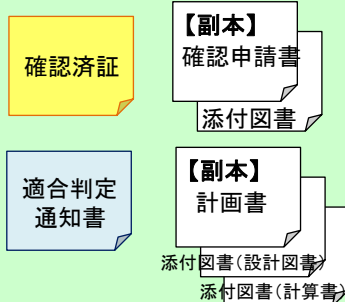 確認済証
【副本】
確認申請書
添付図書
適合判定
通知書
【副本】
計画書
添付図書(設計図書)
添付図書(計算書)